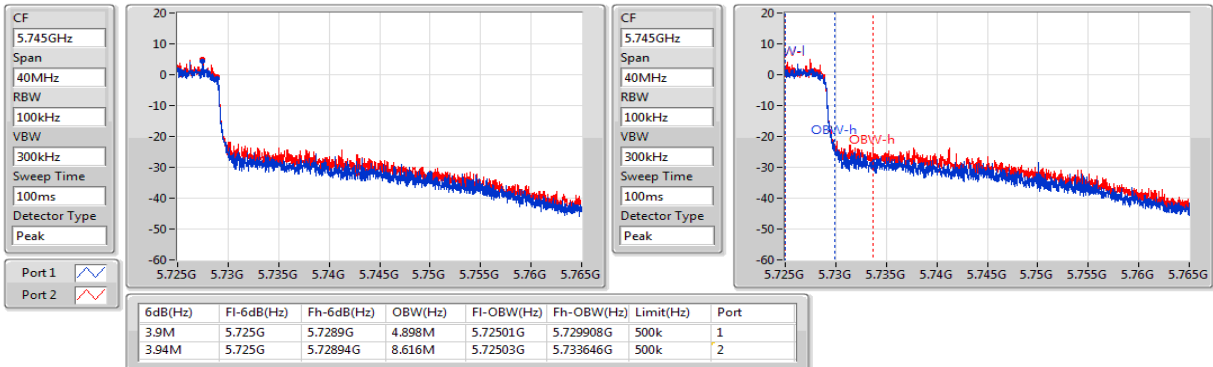 CF
5.745GHz
Span
40MHz
RBW
100kHz
VBW
300kHz
Sweep Time
100ms
Detector Type
Peak
Port 1
Port 2
20
10
0
-10
-20
-30
-40
-50
-60
5.725G 5.73G 5.735G 5.74G 5.745G 5.75G 5.755G 5.76G 5.765G
CF
5.745GHz
Span
40MHz
RBW
100kHz
VBW
300kHz
Sweep Time
100ms
Detector Type
Peak
20
10
0
-10
-20
-30
-40
-50
-60
W-l
OBW-h
OBW-h
5.725G 5.73G 5.735G 5.74G 5.745G 5.75G 5.755G 5.76G 5.765G
6dB(Hz) Fl-6dB(Hz) Fh-6dB(Hz) OBW(Hz) Fl-OBW(Hz) Fh-OBW(Hz) Limit(Hz) Port
3.9M 5.725G 5.7289G 4.898M 5.72501G 5.729908G 500k 1
3.94M 5.725G 5.72894G 8.616M 5.72503G 5.733646G 500k 2